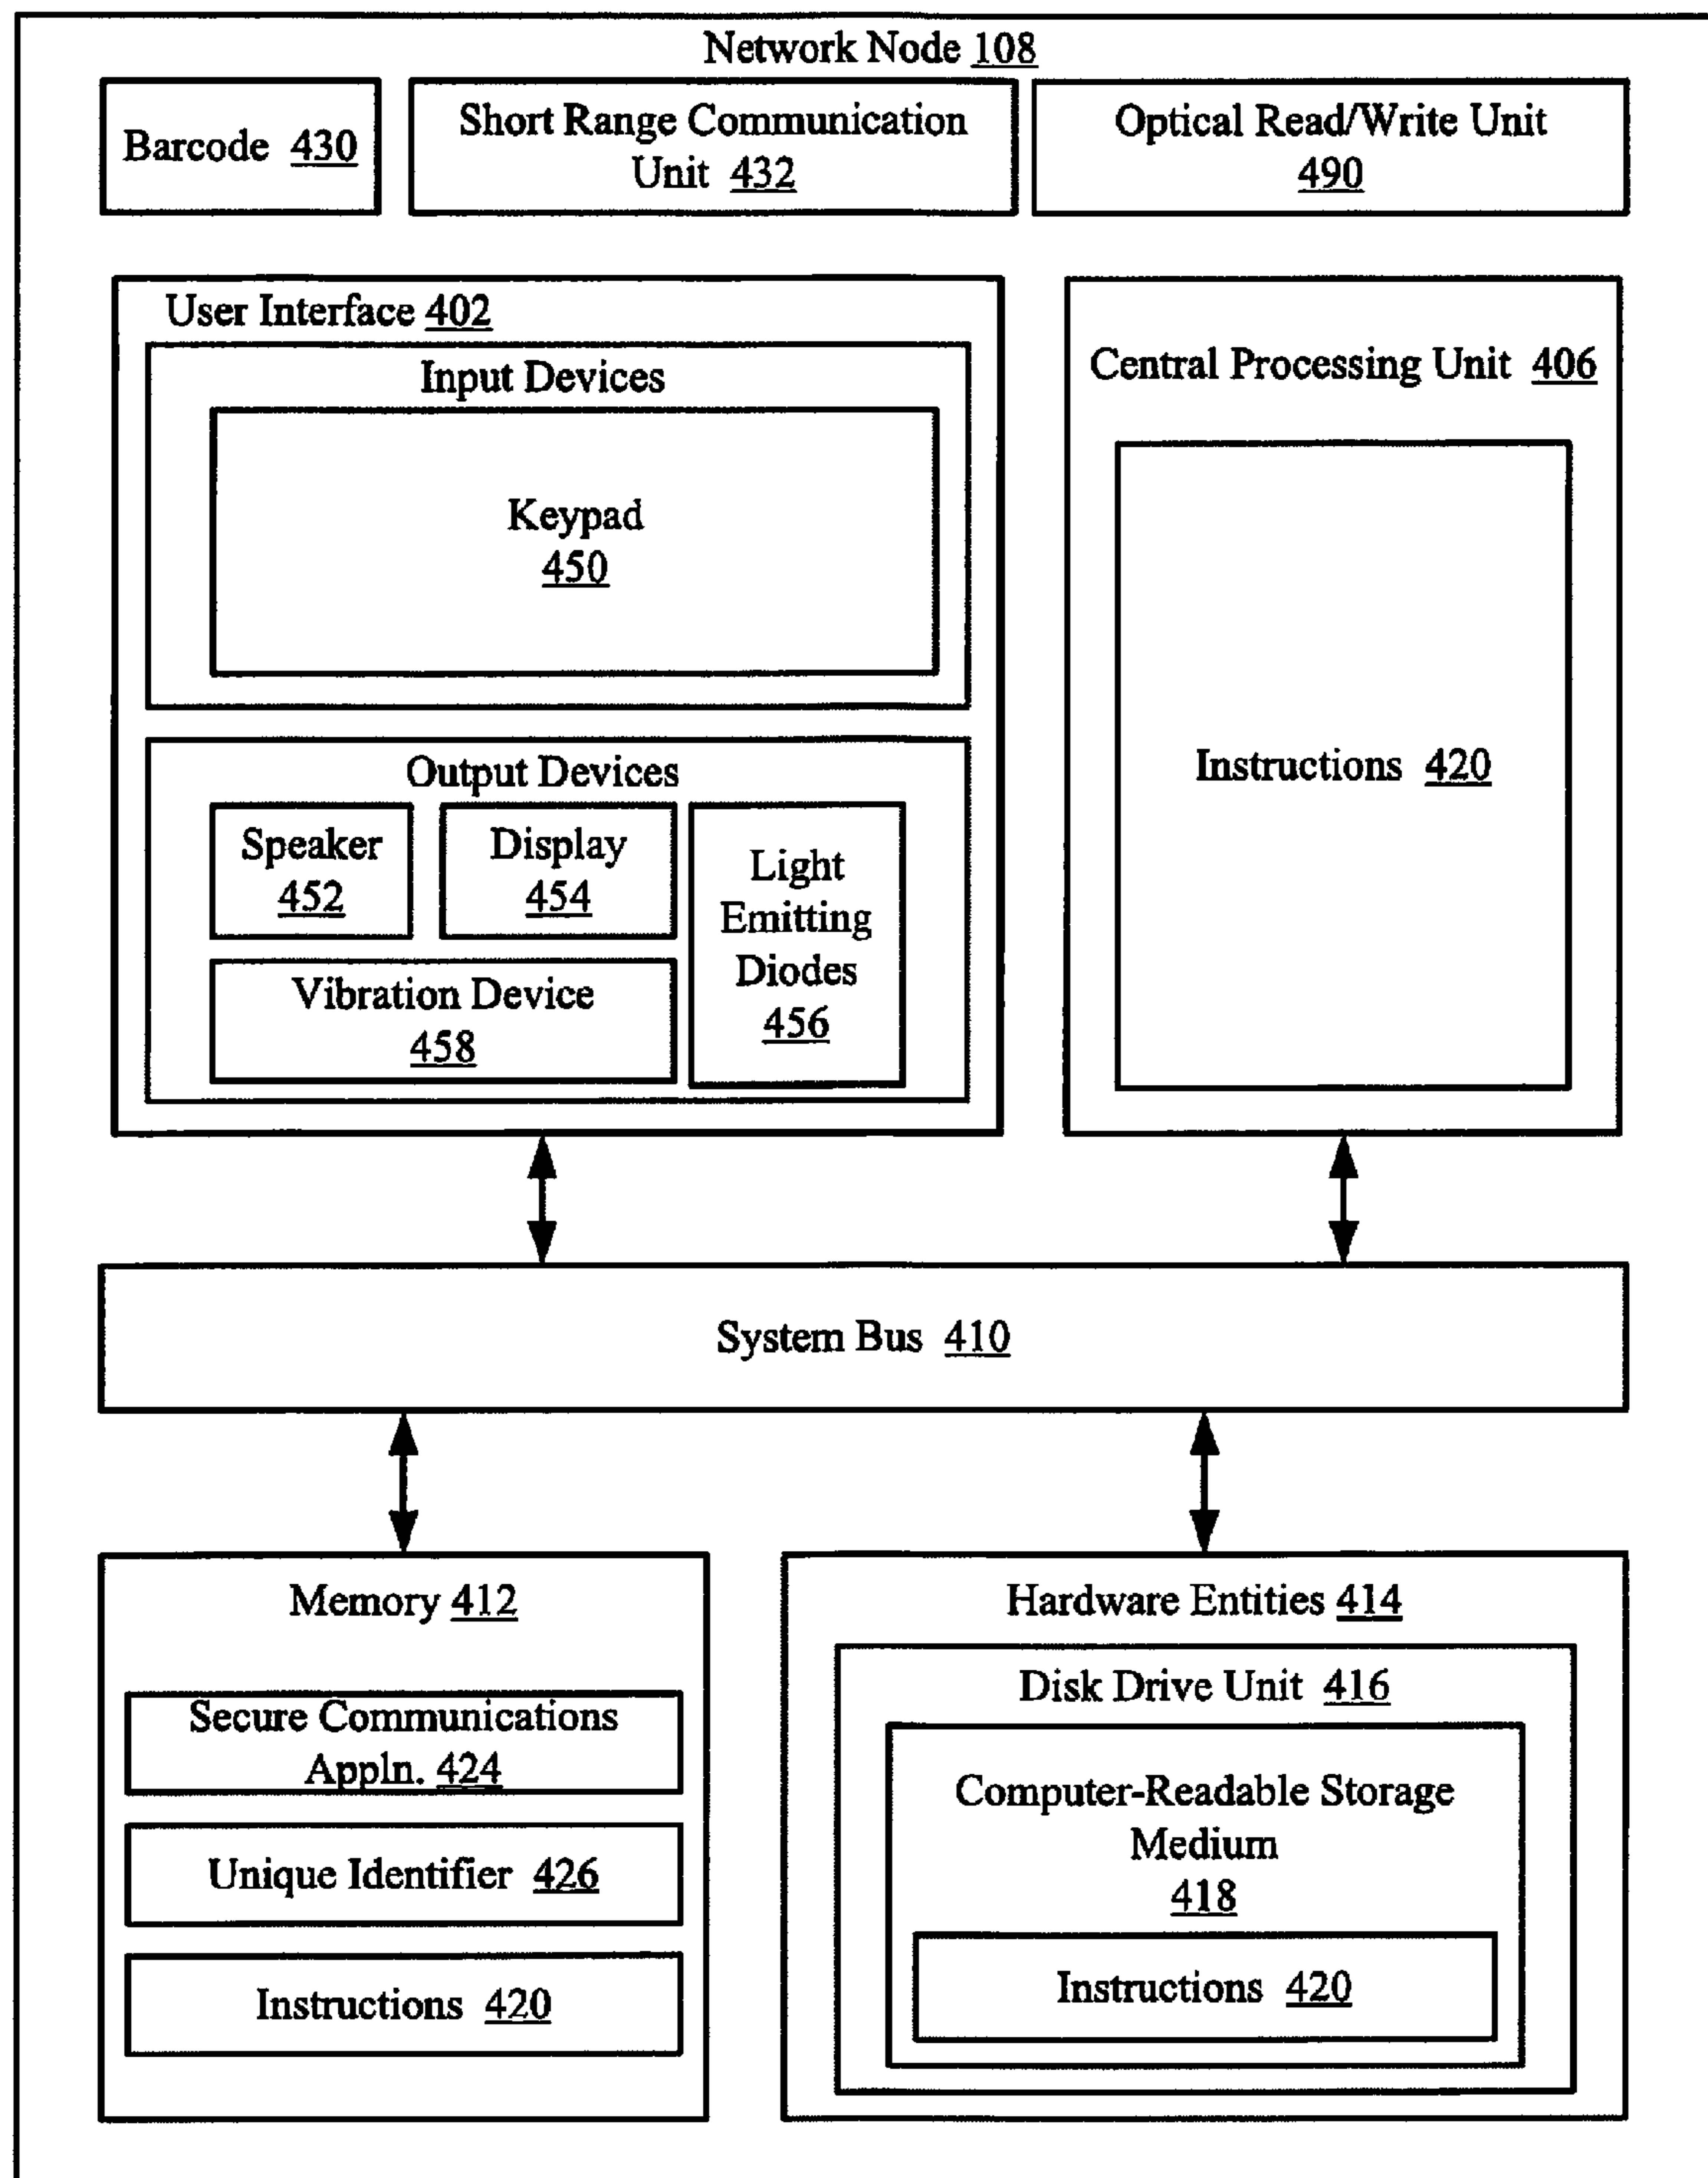 Network Node 108
Barcode 430
Short Range Communication
Unit 432
Optical Read/Write Unit
490
User Interface 402
Input Devices
Keypad
450
Output Devices
Speaker
452
Display
454
Light
Emitting
Diodes
456
Vibration Device
458
Central Processing Unit 406
Instructions 420
System Bus 410
Memory 412
Secure Communications
Appln. 424
Unique Identifier 426
Instructions 420
Hardware Entities 414
Disk Drive Unit 416
Computer-Readable Storage
Medium
418
Instructions 420